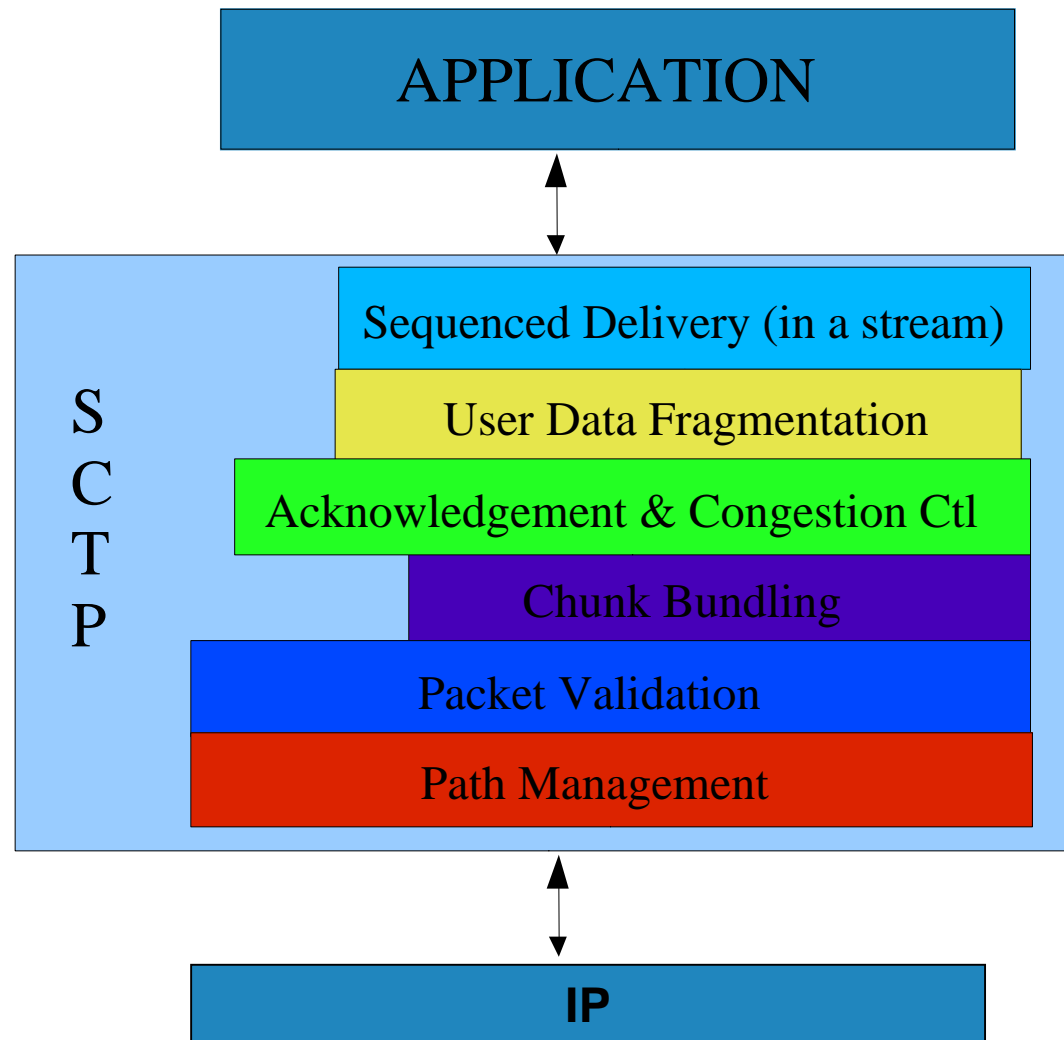 APPLICATION
Sequenced Delivery (in a stream)
User Data Fragmentation
S
C
T
P
Acknowledgement & Congestion Ctl
Chunk Bundling
Packet Validation
Path Management
IP